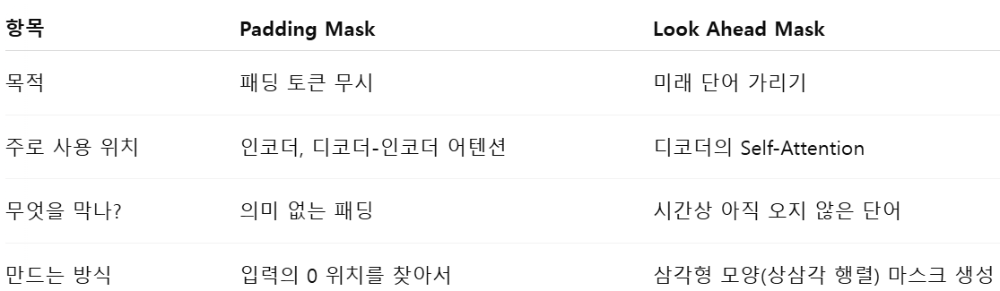 항목 Padding Mask Look Ahead Mask
목적 패딩 토큰 무시 미래 단어 가리기
주로 사용 위치 인코더, 디코더-인코더 어텐션 디코더의 Self-Attention
무엇을 막나? 의미 없는 패딩 시간상 아직 오지 않은 단어
만드는 방식 입력의 0 위치를 찾아서 삼각형 모양(상삼각 행렬) 마스크 생성